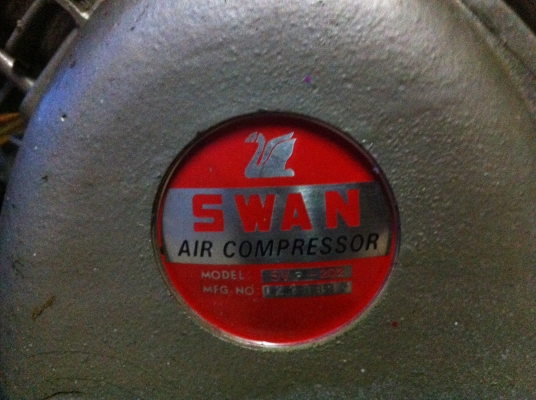 SWAN
AIR COMPRESSOR
MODEL
MFG. NO